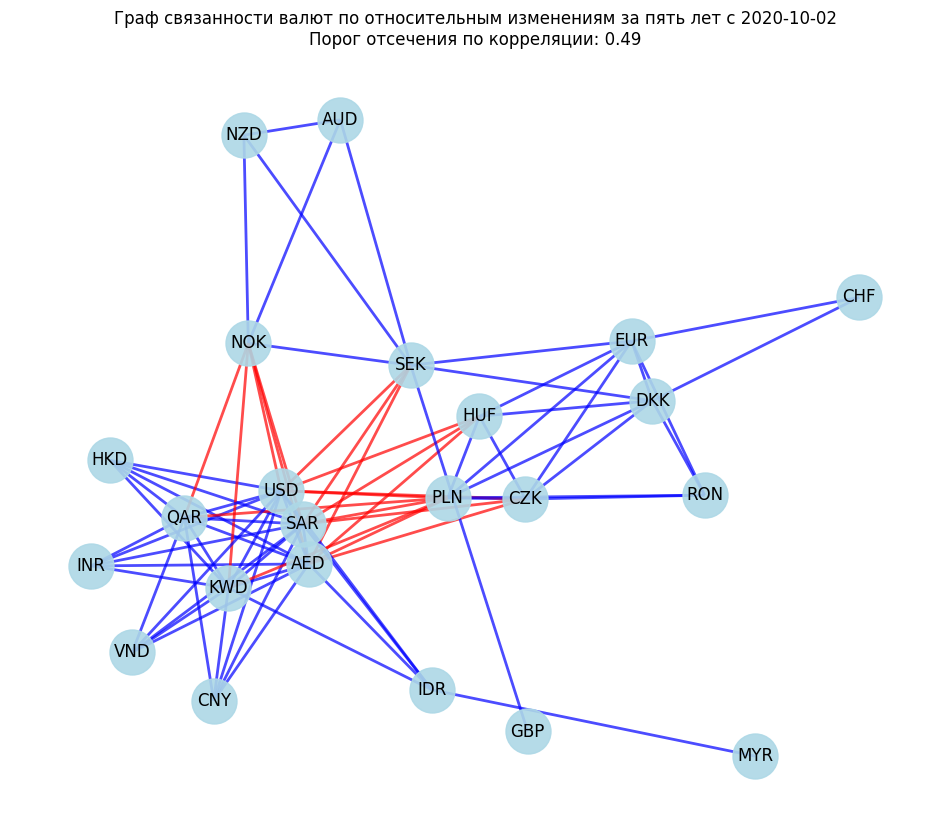 Граф связанности валют по относительным изменениям за пять лет с 2020-10-02
Порог отсечения по корреляции: 0.49
AUD
NZD
CHF
EUR
NOK
SEK
DKK
HUF
HKD
USD
PLN
CZK
RON
QAR
SAR
INR
AED
KWD
VND
IDR
CNY
GBP
MYR